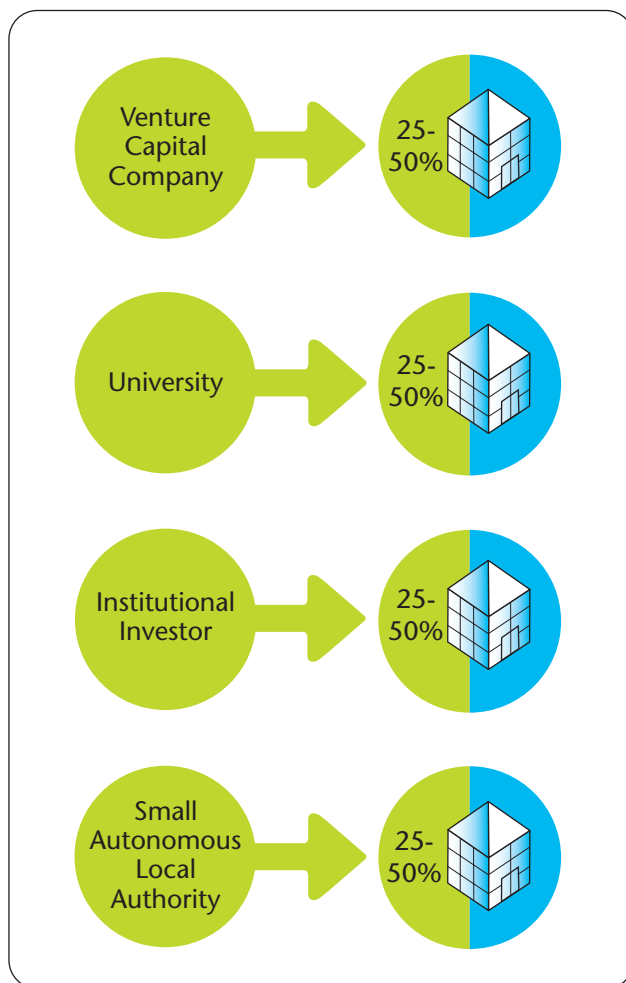 Venture
Capital
Company
25-
50%
University
25-
50%
Institutional
Investor
25-
50%
Small
Autonomous
Local
Authority
25-
50%